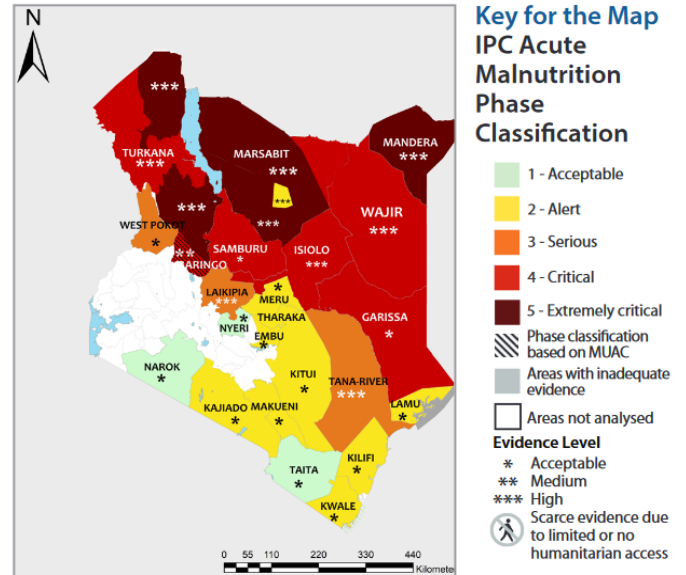 N
***
TURKANA
***
MARSABIT
***
MANDERA
***
***
***
***
WAJIR
***
WEST POKOT
*
**
BARINGO
SAMBURU
*
ISIOLO
***
LAIKIPIA
***
*
MERU
GARISSA
*
*
NYERI
THARAKA
EMBU
*
NAROK
*
KITUI
*
TANA-RIVER
***
LAMU
*
KAJIADO
*
MAKUENI
*
KILIFI
*
TAITA
*
KWALE
*
0 55 110 220 330 440
Kilomete
Key for the Map
IPC Acute
Malnutrition
Phase
Classification
1 - Acceptable
2 - Alert
3 - Serious
4 - Critical
5 - Extremely critical
Phase classification
based on MUAC
Areas with inadequate
evidence
Areas not analysed
Evidence Level
* Acceptable
** Medium
*** High
Scarce evidence due
to limited or no
humanitarian access